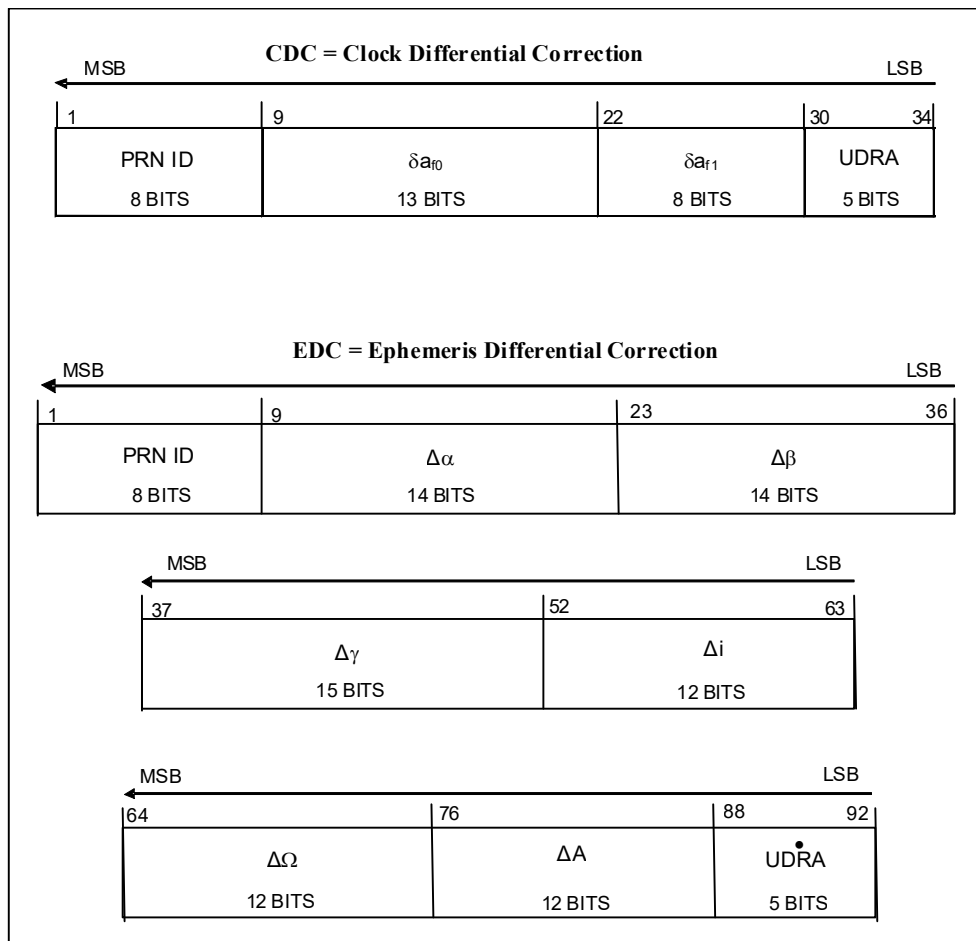 CDC = Clock Differential Correction
MSB LSB
1 9 22 30 34
PRN ID δaf0 δaf1 UDRA
8 BITS 13 BITS 8 BITS 5 BITS
EDC = Ephemeris Differential Correction
MSB LSB
1 9 23 36
PRN ID Δα Δβ
8 BITS 14 BITS 14 BITS
MSB LSB
37 52 63
Δγ Δi
15 BITS 12 BITS
MSB LSB
64 76 88 92
ΔΩ ΔA UDṘA
12 BITS 12 BITS 5 BITS